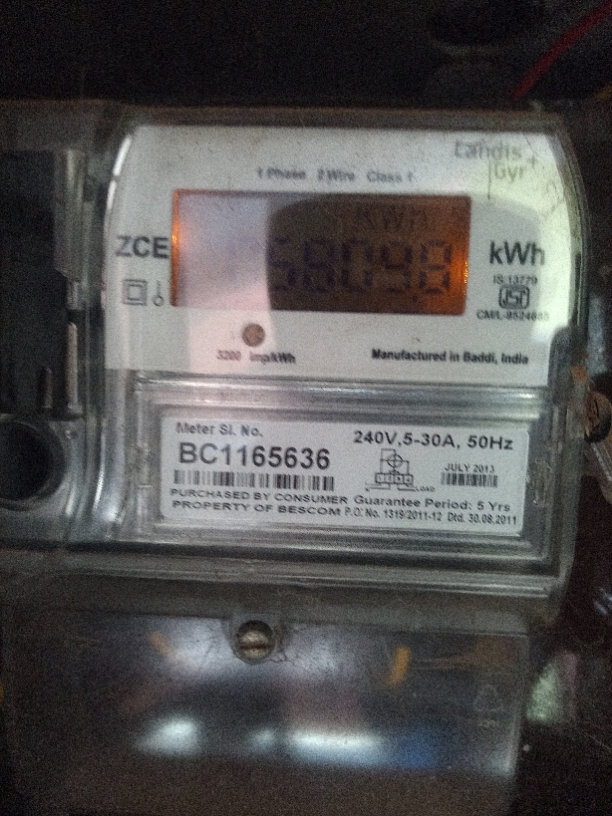 Landis
Gyr
1 Phase 2 Wire Class 1
kWh
ZCE
kWh
IS:13779
ISI
3200 imp/kWh
Manufactured in Baddi, India
Meter Sl. No.
BC1165636
240V,5-30A, 50Hz
JULY 2013
LOAD
PURCHASED BY CONSUMER Guarantee Period: 5 Yrs
PROPERTY OF BESCOM P.O. No. 1319/2011-12 Dtd. 30.08.2011